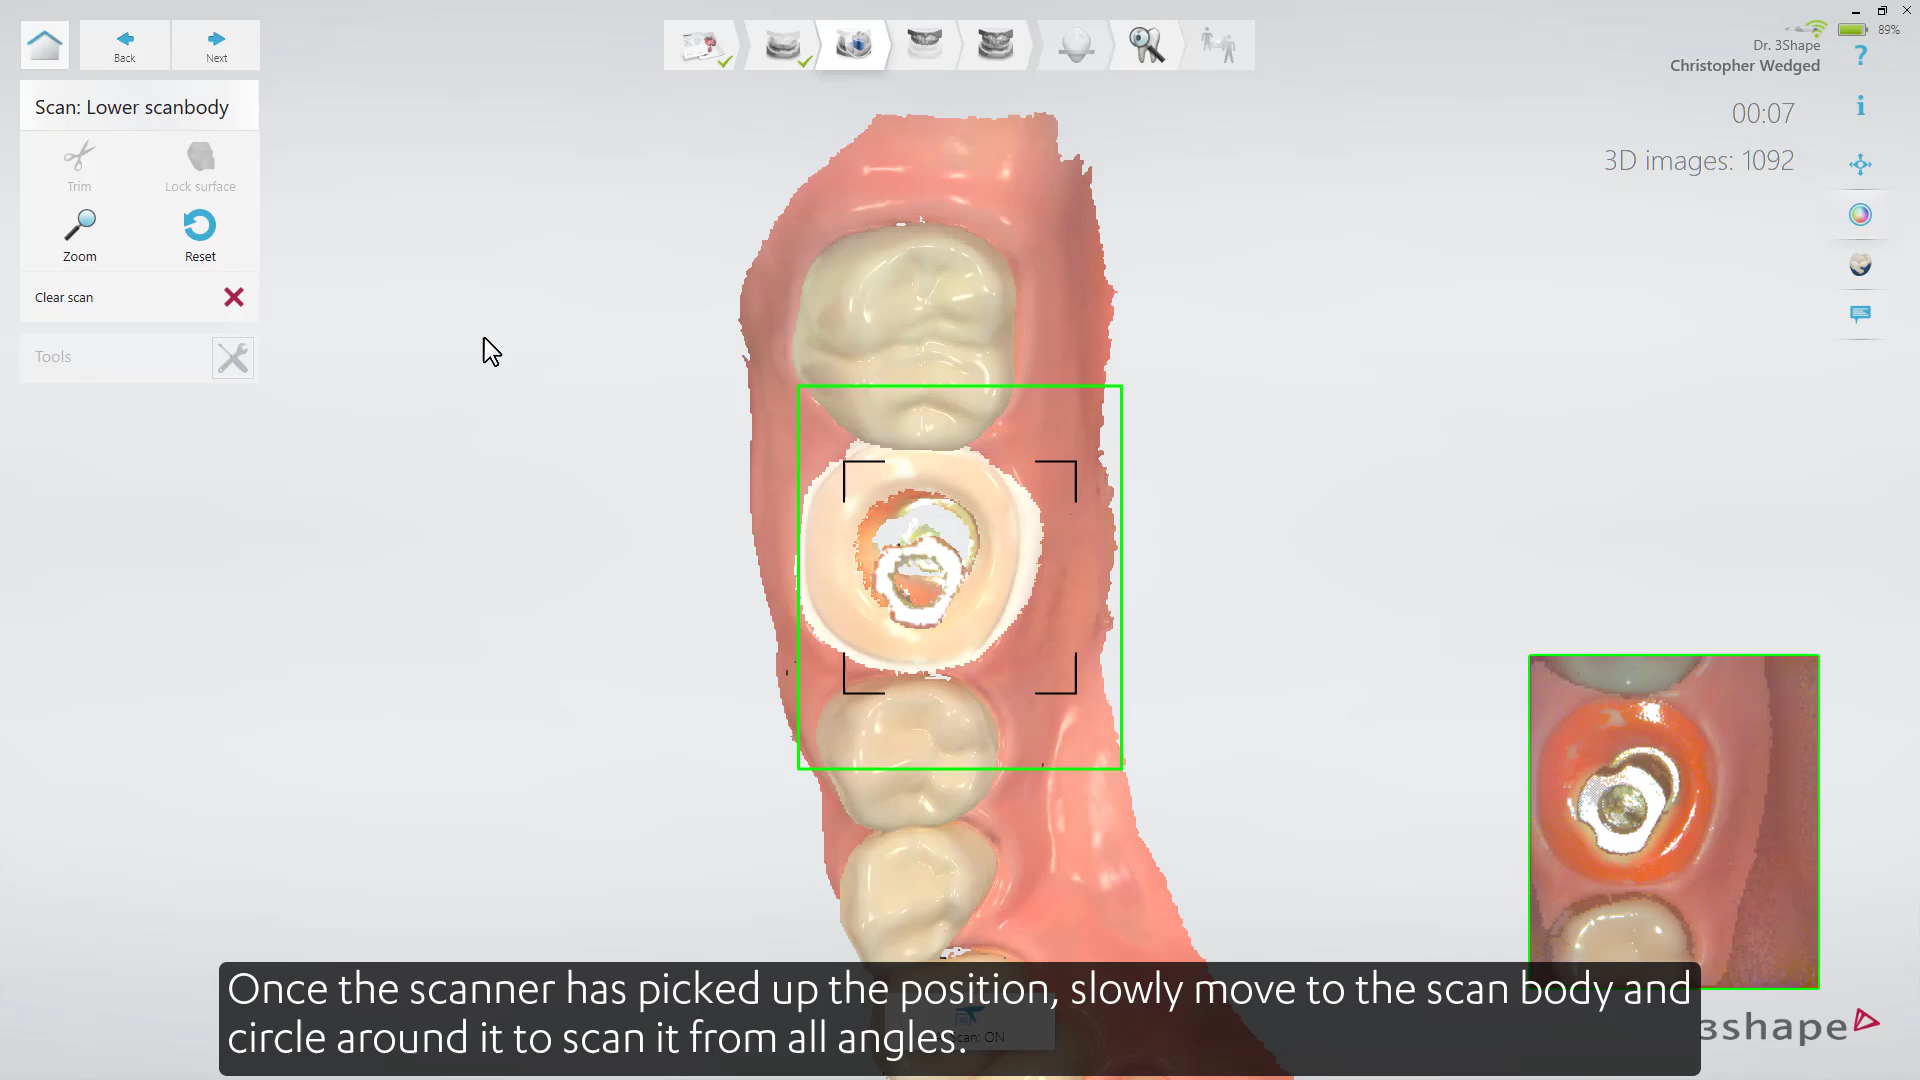 Back
Next
89%
Dr. 3Shape
Christopher Wedged
Scan: Lower scanbody
00:07
3D images: 1092
Trim
Lock surface
Zoom
Reset
Clear scan
Tools
Once the scanner has picked up the position, slowly move to the scan body and
circle around it to scan it from all angles.
Scan: ON
3shape